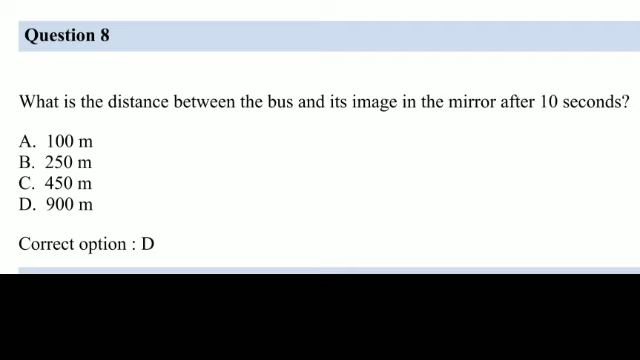 Question 8
What is the distance between the bus and its image in the mirror after 10 seconds?
A. 100 m
B. 250 m
C. 450 m
D. 900 m
Correct option : D